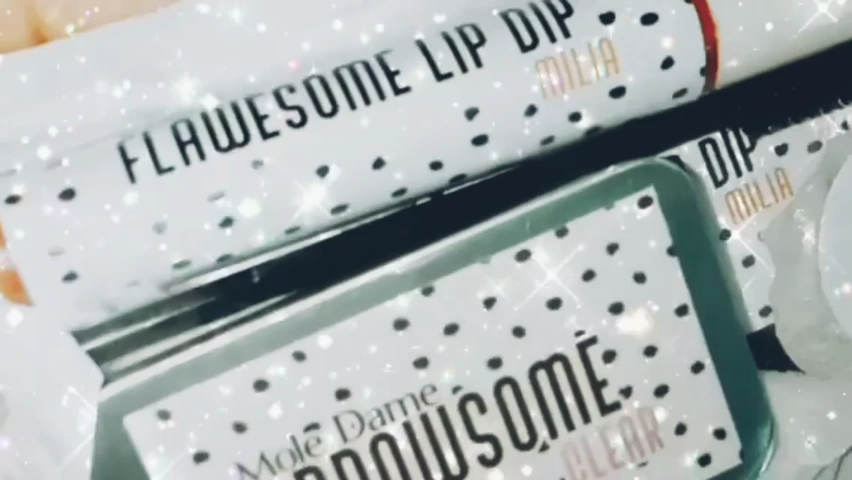 FLAWESOME LIP DIP
MILIA
DIP
MILIA
Molé Dame
BROWSOME
CLEAR